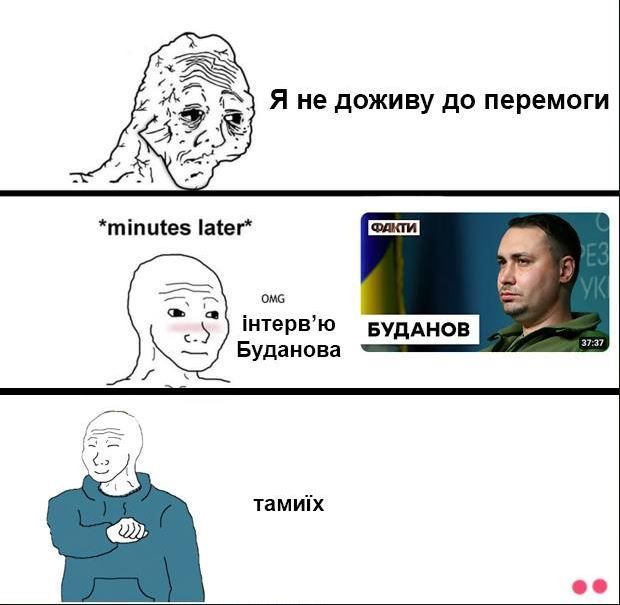 Я не доживу до перемоги
*minutes later*
OMG
інтерв’ю
Буданова
ФАКТИ
БУДАНОВ
37:37
тамиїх